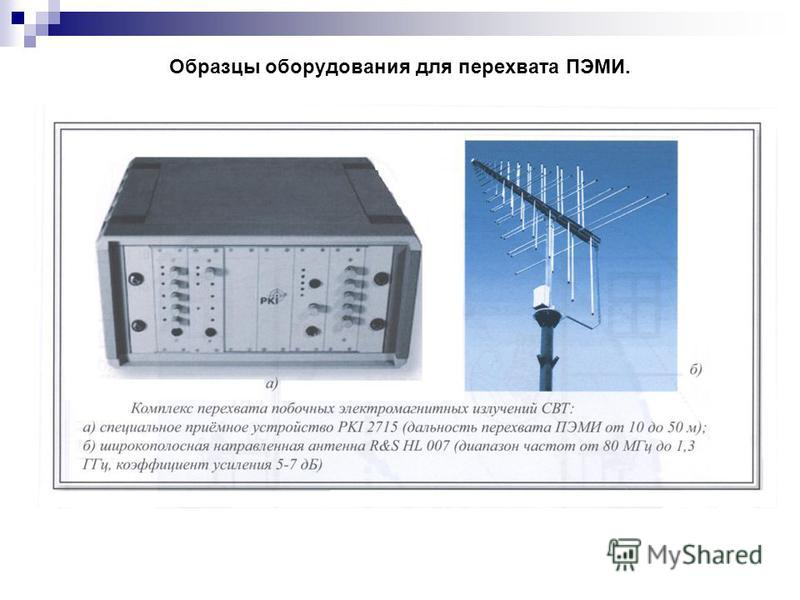 Образцы оборудования для перехвата ПЭМИ.
PKI
а)
б)
Комплекс перехвата побочных электромагнитных излучений СВТ:
а) специальное приёмное устройство PKI 2715 (дальность перехвата ПЭМИ от 10 до 50 м);
б) широкополосная направленная антенна R&S HL 007 (диапазон частот от 80 МГц до 1,3
ГГц, коэффициент усиления 5-7 дБ)
MyShared